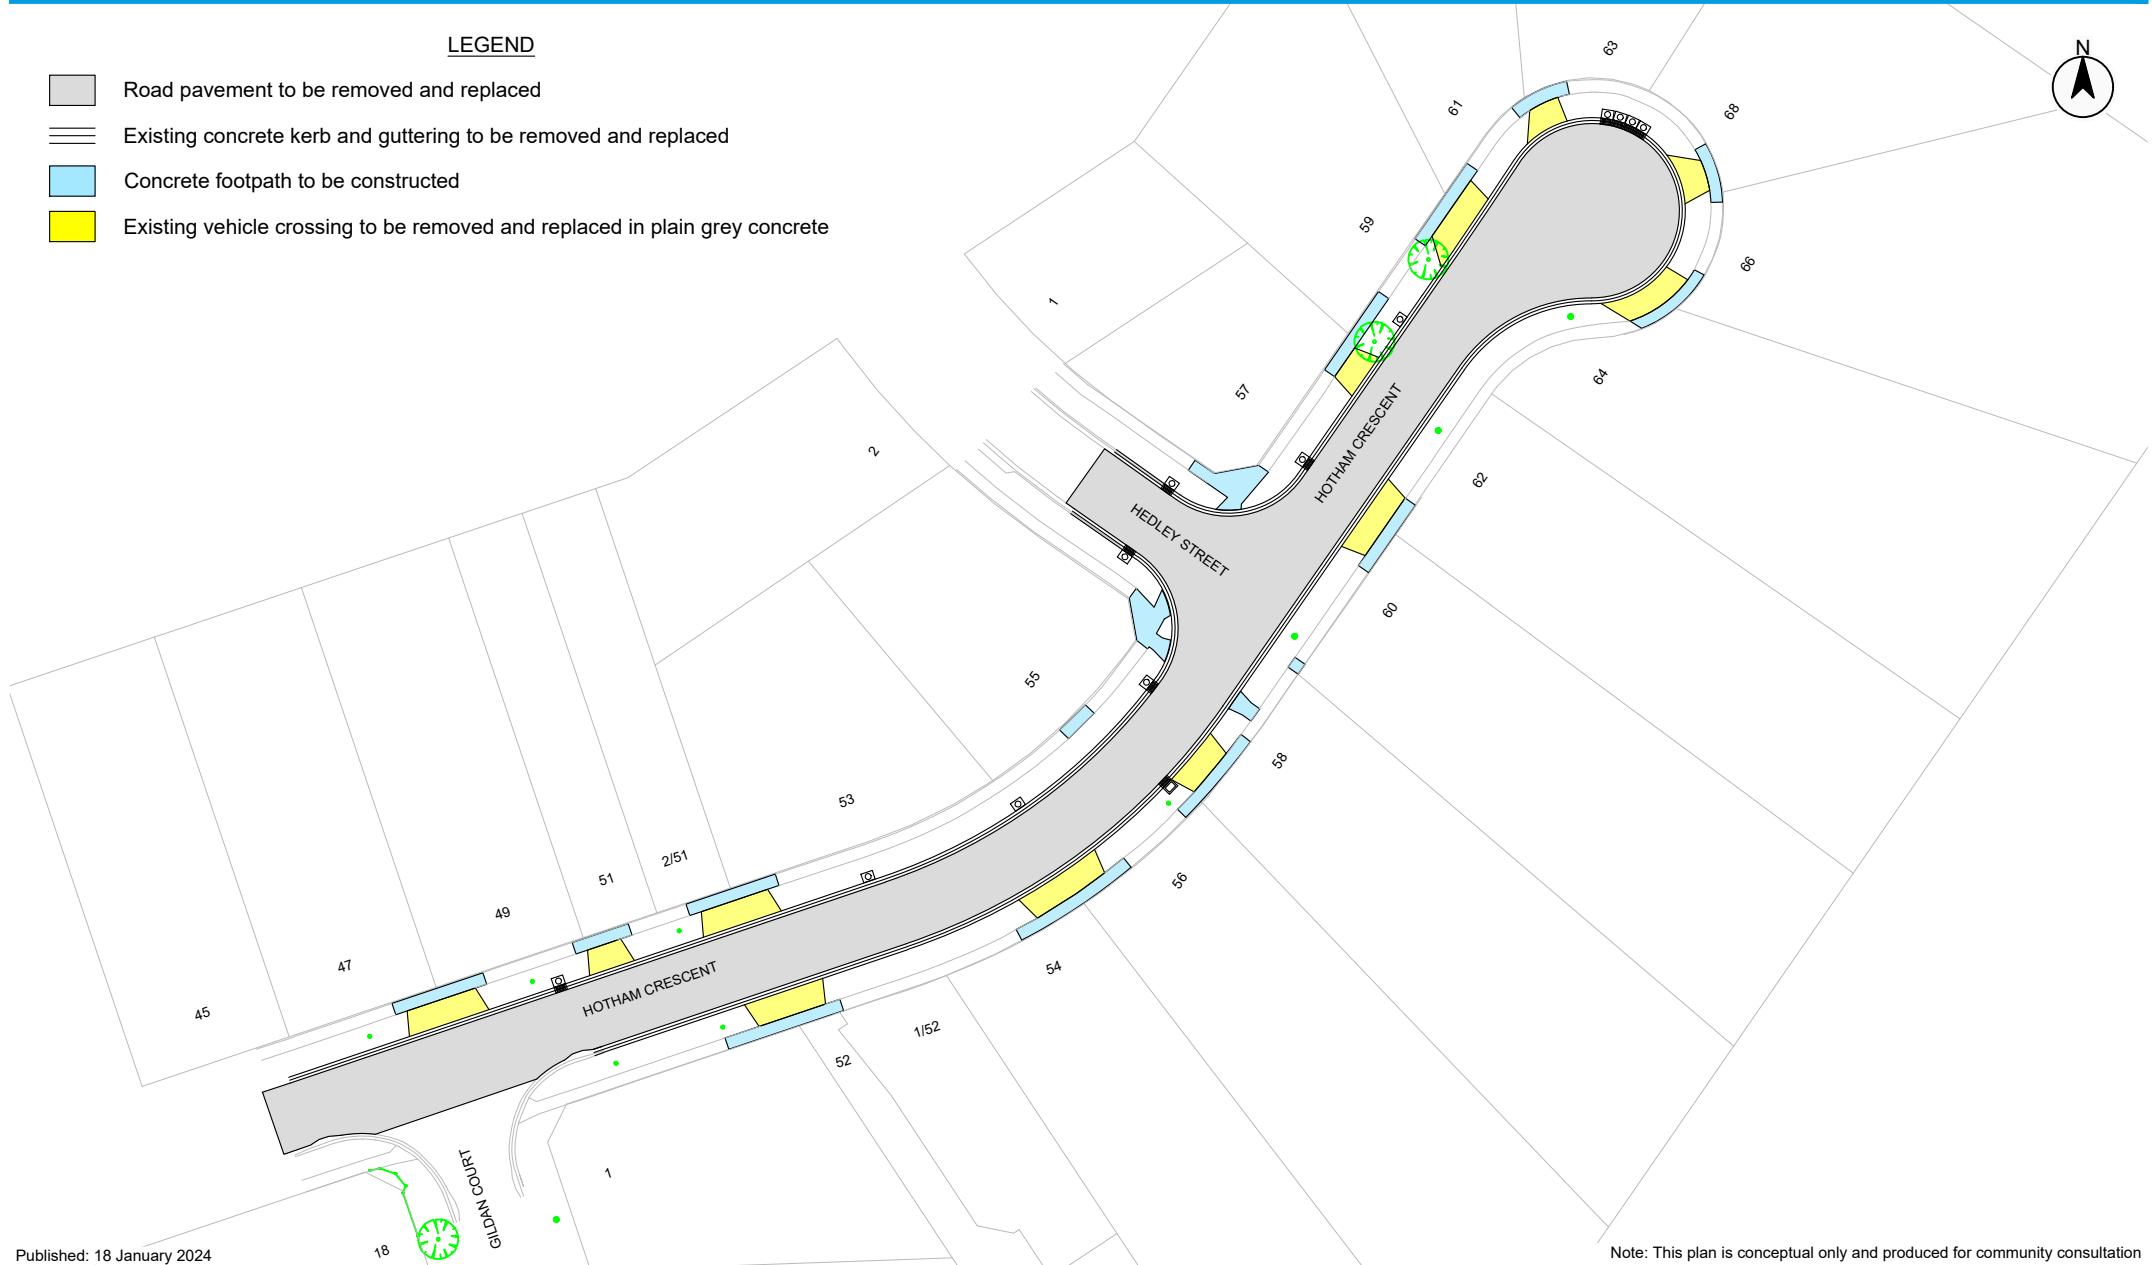 LEGEND
Road pavement to be removed and replaced
Existing concrete kerb and guttering to be removed and replaced
Concrete footpath to be constructed
Existing vehicle crossing to be removed and replaced in plain grey concrete
N
63
61
68
59
66
1
57
64
2
HOTHAM CRESCENT
62
HEDLEY STREET
60
55
58
53
2/51
51
56
49
47
54
HOTHAM CRESCENT
45
1/52
52
1
GILDAN COURT
18
Published: 18 January 2024
Note: This plan is conceptual only and produced for community consultation